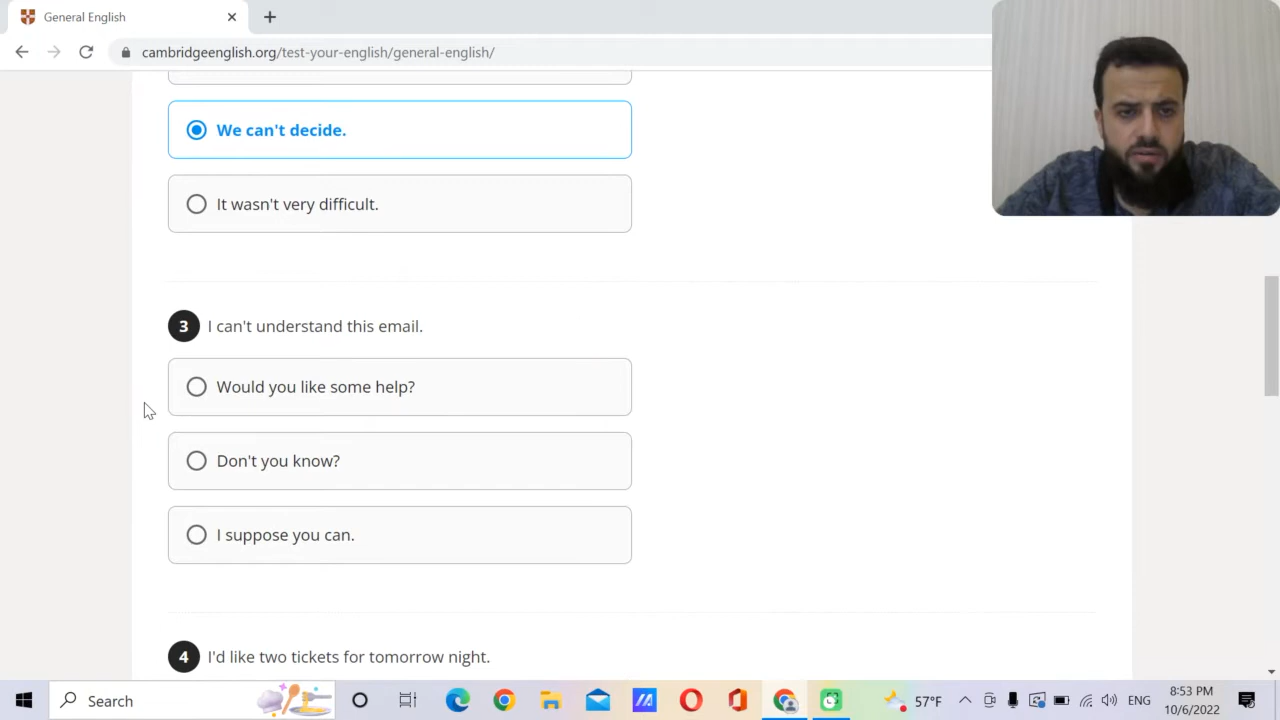 General English
cambridgeenglish.org/test-your-english/general-english/
We can't decide.
It wasn't very difficult.
3 I can't understand this email.
Would you like some help?
Don't you know?
I suppose you can.
4 I'd like two tickets for tomorrow night.
Search
57°F
ENG
8:53 PM
10/6/2022